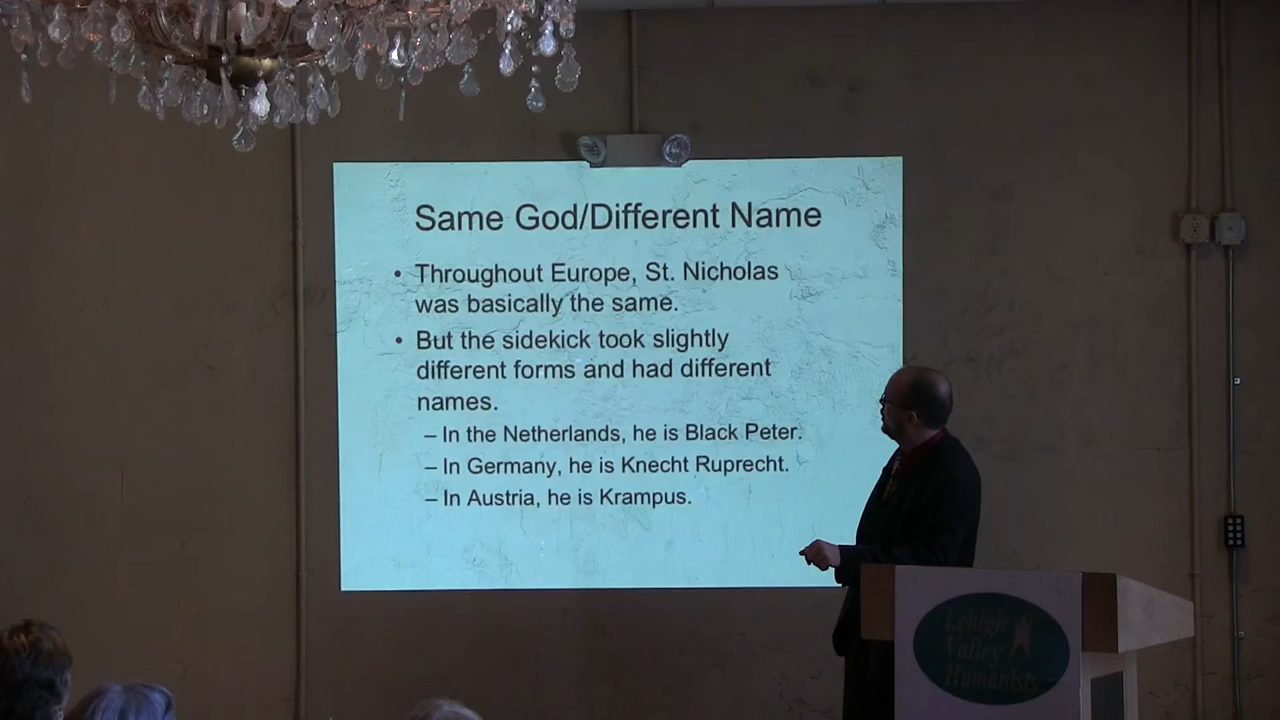 Same God/Different Name
• Throughout Europe, St. Nicholas
was basically the same.
• But the sidekick took slightly
different forms and had different
names.
– In the Netherlands, he is Black Peter.
– In Germany, he is Knecht Ruprecht.
– In Austria, he is Krampus.
Lehigh
Valley
Humanists